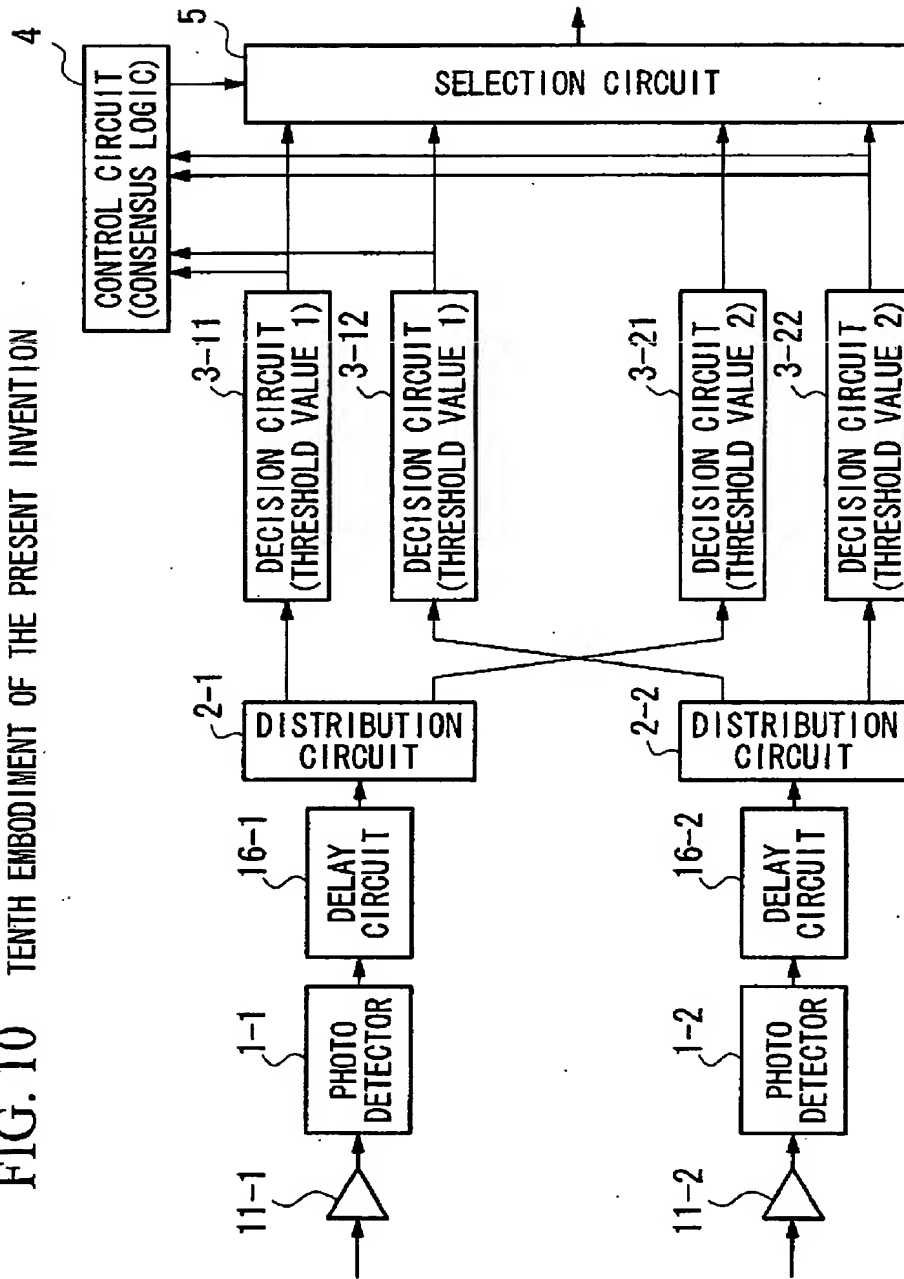 FIG. 10 TENTH EMBODIMENT OF THE PRESENT INVENTION
4
CONTROL CIRCUIT
(CONSENSUS LOGIC)
5
SELECTION CIRCUIT
3-11
DECISION CIRCUIT
(THRESHOLD VALUE 1)
3-12
DECISION CIRCUIT
(THRESHOLD VALUE 1)
3-21
DECISION CIRCUIT
(THRESHOLD VALUE 2)
3-22
DECISION CIRCUIT
(THRESHOLD VALUE 2)
2-1
DISTRIBUTION
CIRCUIT
2-2
DISTRIBUTION
CIRCUIT
16-1
DELAY
CIRCUIT
16-2
DELAY
CIRCUIT
1-1
PHOTO
DETECTOR
1-2
PHOTO
DETECTOR
11-1
11-2